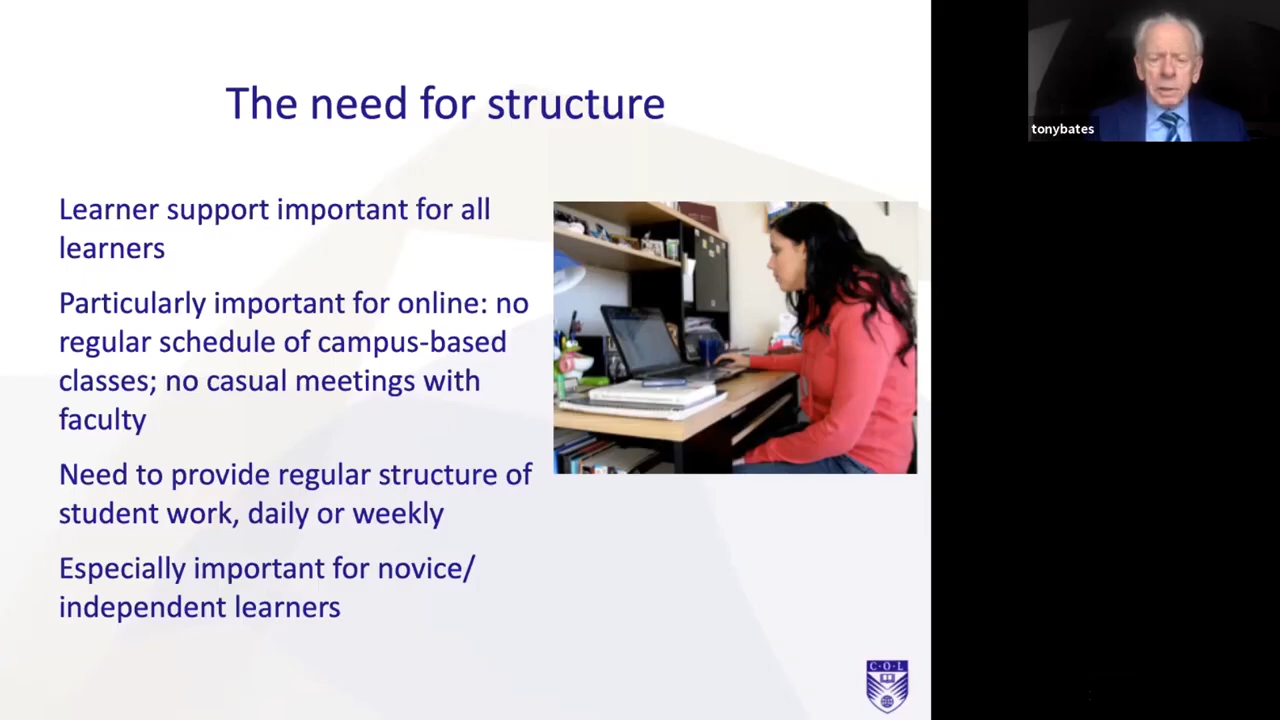 The need for structure
Learner support important for all
learners
Particularly important for online: no
regular schedule of campus-based
classes; no casual meetings with
faculty
Need to provide regular structure of
student work, daily or weekly
Especially important for novice/
independent learners
tonybates
C·O·L